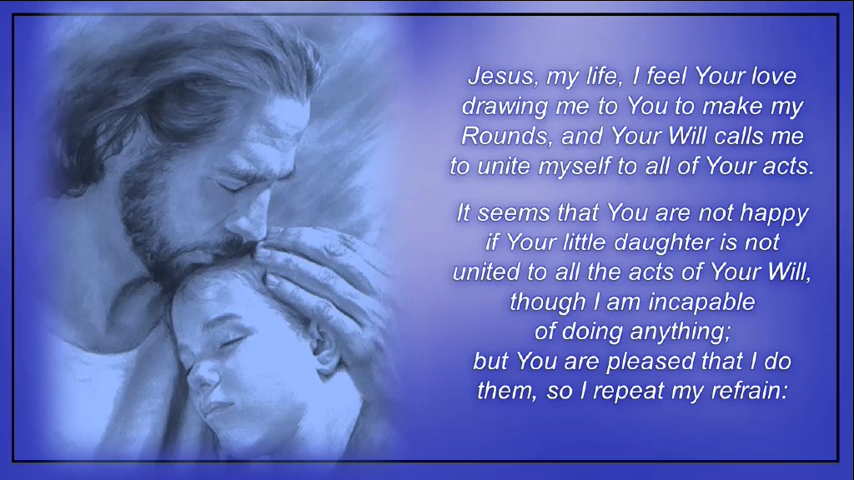 Jesus, my life, I feel Your love
drawing me to You to make my
Rounds, and Your Will calls me
to unite myself to all of Your acts.
It seems that You are not happy
if Your little daughter is not
united to all the acts of Your Will,
though I am incapable
of doing anything;
but You are pleased that I do
them, so I repeat my refrain: